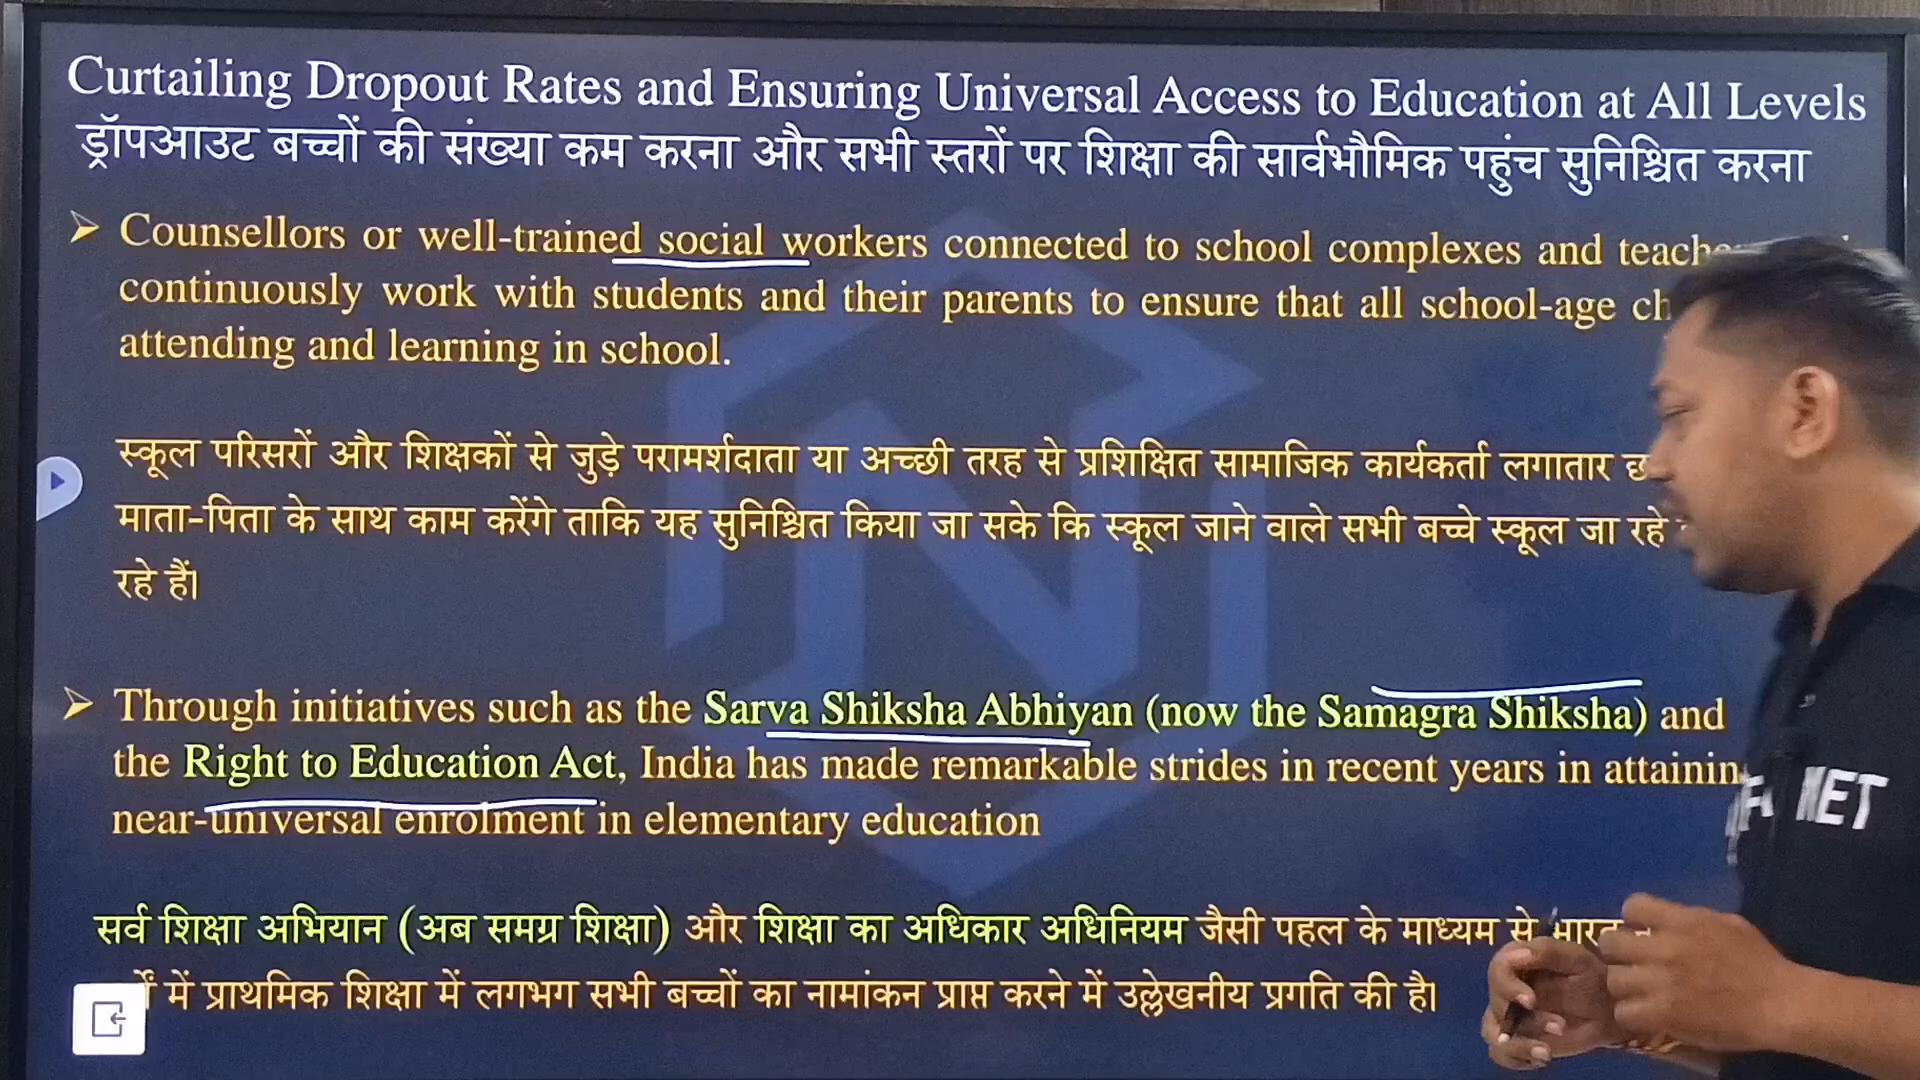 Curtailing Dropout Rates and Ensuring Universal Access to Education at All Levels
ड्रॉपआउट बच्चों की संख्या कम करना और सभी स्तरों पर शिक्षा की सार्वभौमिक पहुंच सुनिश्चित करना
Counsellors or well-trained social workers connected to school complexes and
continuously work with students and their parents to ensure that all school-age
attending and learning in school.
स्कूल परिसरों और शिक्षकों से जुड़े परामर्शदाता या अच्छी तरह से प्रशिक्षित सामाजिक कार्यकर्ता लगातार
माता-पिता के साथ काम करेंगे ताकि यह सुनिश्चित किया जा सके कि स्कूल जाने वाले सभी बच्चे स्कूल जा रहे
रहे हैं।
Through initiatives such as the Sarva Shiksha Abhiyan (now the Samagra Shiksha) and
the Right to Education Act, India has made remarkable strides in recent years in
near-universal enrolment in elementary education
सर्व शिक्षा अभियान (अब समग्र शिक्षा) और शिक्षा का अधिकार अधिनियम जैसी पहल के माध्यम से
में प्राथमिक शिक्षा में लगभग सभी बच्चों का नामांकन प्राप्त करने में उल्लेखनीय प्रगति की है।
NET